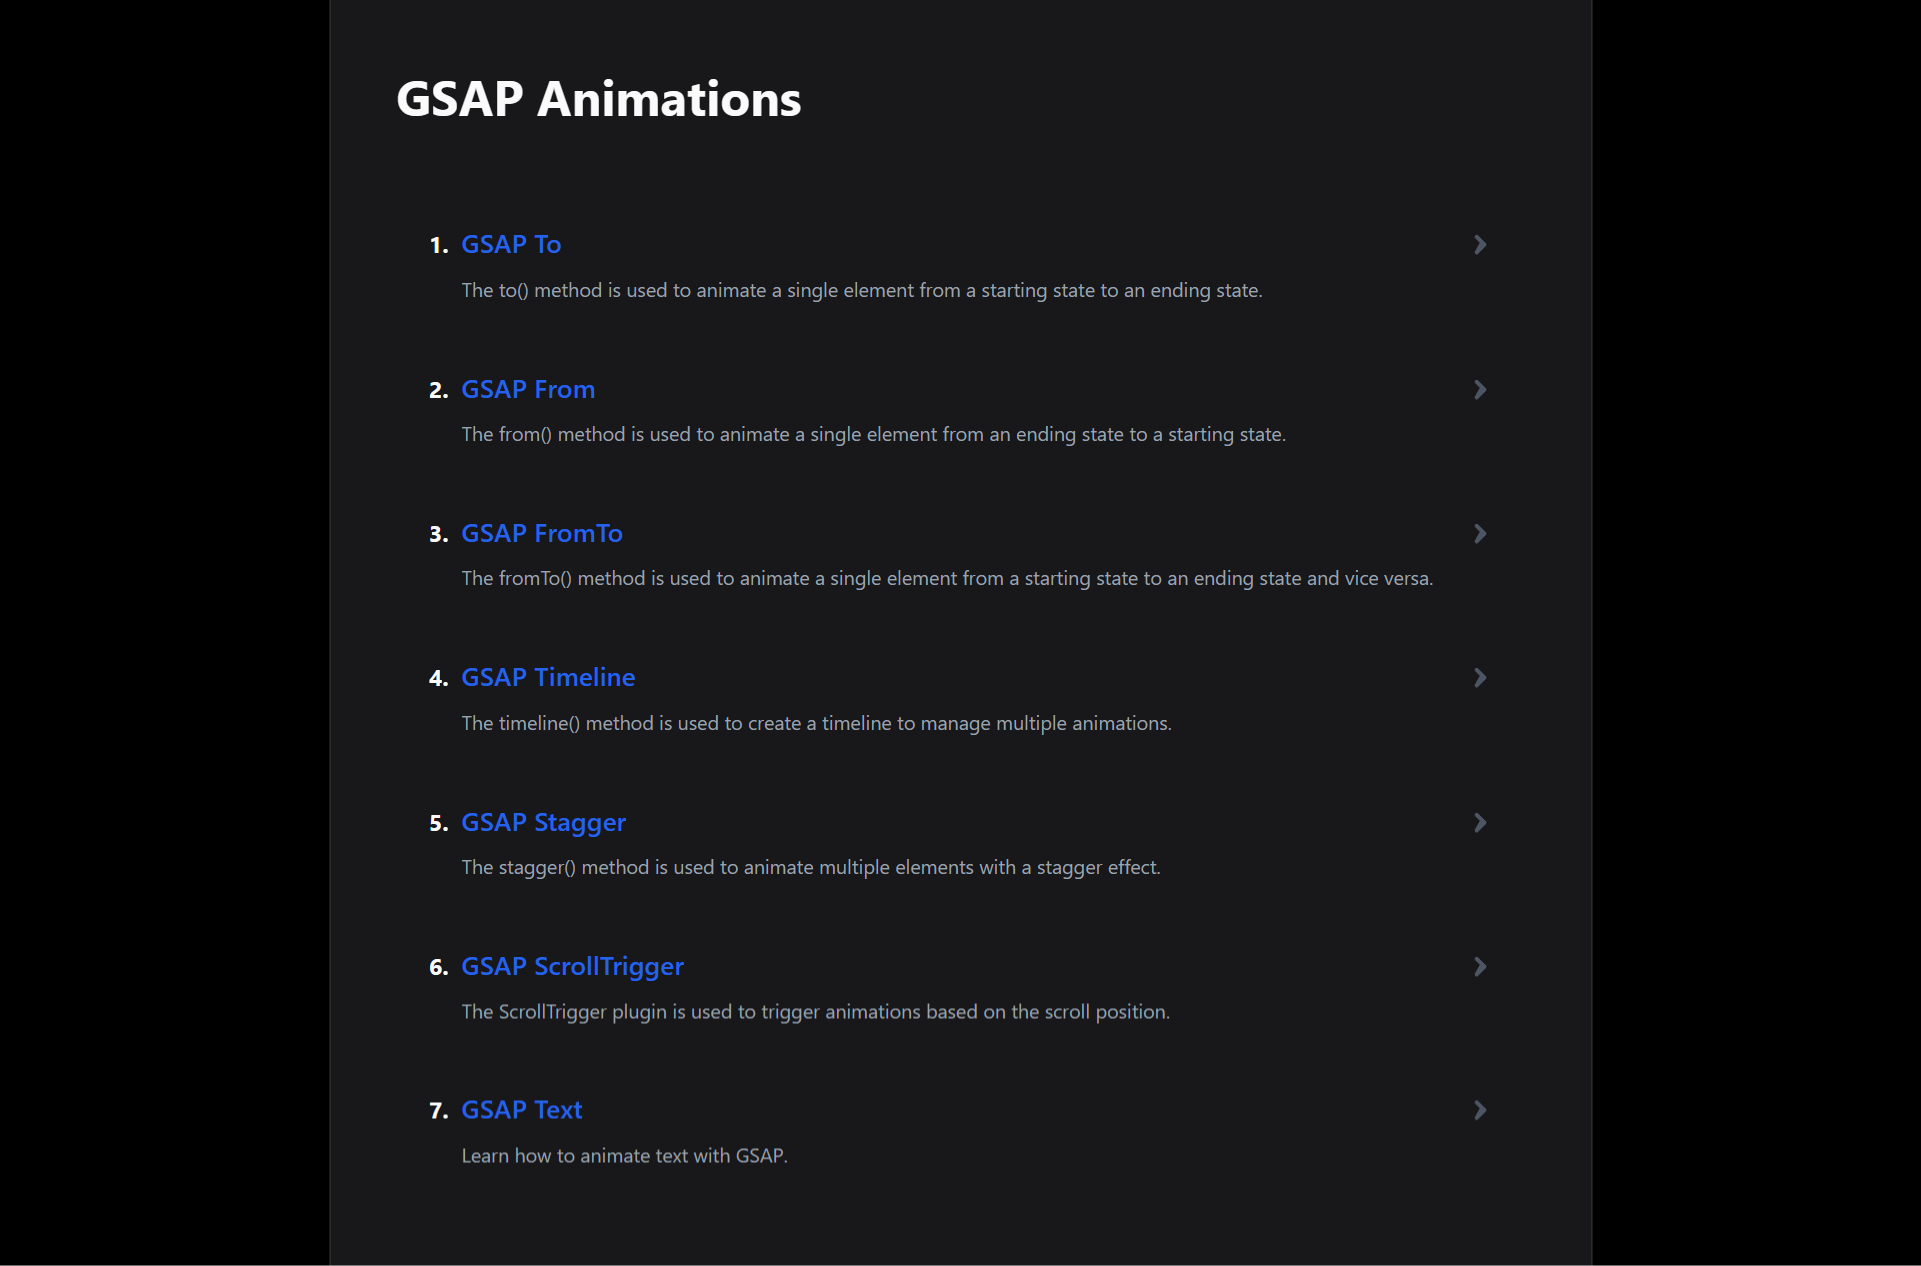 GSAP Animations
1. GSAP To
The to() method is used to animate a single element from a starting state to an ending state.
2. GSAP From
The from() method is used to animate a single element from an ending state to a starting state.
3. GSAP FromTo
The fromTo() method is used to animate a single element from a starting state to an ending state and vice versa.
4. GSAP Timeline
The timeline() method is used to create a timeline to manage multiple animations.
5. GSAP Stagger
The stagger() method is used to animate multiple elements with a stagger effect.
6. GSAP ScrollTrigger
The ScrollTrigger plugin is used to trigger animations based on the scroll position.
7. GSAP Text
Learn how to animate text with GSAP.